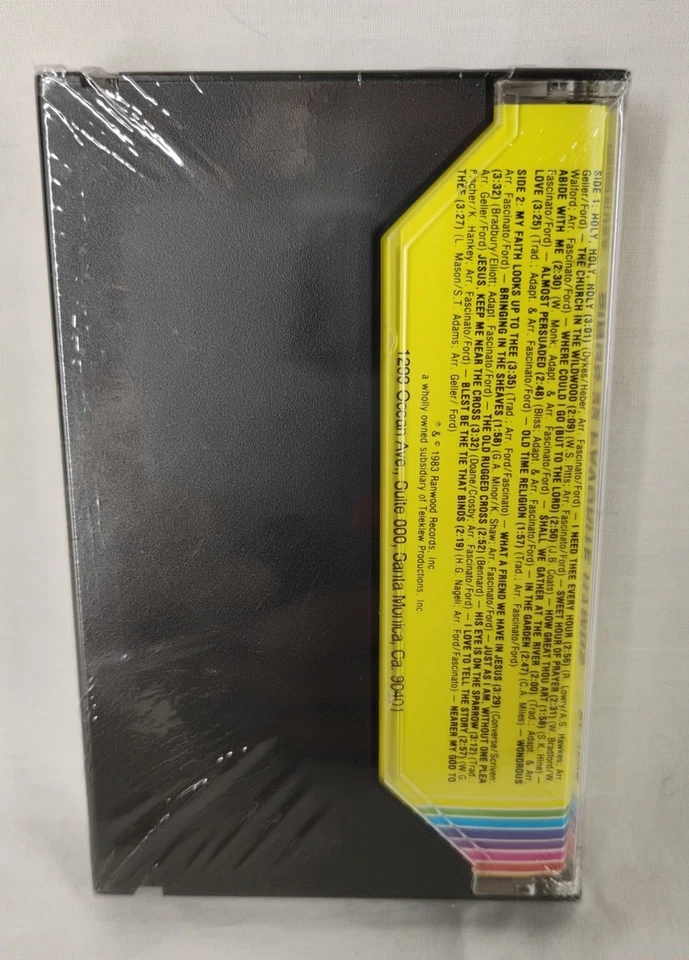 SIDE 1: HOLY, HOLY, HOLY (3:01) (Dykes/Heber; Arr. Fascinato/Ford) — I NEED THEE EVERY HOUR (2:56) (R. Lowry/A.S. Hawkes; Arr.
Geller/Ford) — THE CHURCH IN THE WILDWOOD (2:09) (W.S. Pitts; Arr. Fascinato/Ford) — SWEET HOUR OF PRAYER (2:31) (W. Bradford/W.
Walford; Arr. Fascinato/Ford) — WHERE COULD I GO (BUT TO THE LORD) (2:50) (J.B. Coats) — HOW GREAT THOU ART (1:58) (S.K. Hine) —
ABIDE WITH ME (2:30) (W. Monk; Adapt. & Arr. Fascinato/Ford) — SHALL WE GATHER AT THE RIVER (2:00) (Trad.; Adapt. & Arr.
Fascinato/Ford) — ALMOST PERSUADED (2:48) (Bliss; Adapt. & Arr. Fascinato/Ford) — IN THE GARDEN (2:47) (C.A. Miles) — WONDROUS
LOVE (3:25) (Trad.; Adapt. & Arr. Fascinato/Ford) — OLD TIME RELIGION (1:57) (Trad.; Arr. Fascinato/Ford)
SIDE 2: MY FAITH LOOKS UP TO THEE (3:35) (Trad.; Arr. Ford/Fascinato) — WHAT A FRIEND WE HAVE IN JESUS (3:29) (Converse/Scriven;
Arr. Fascinato/Ford) — BRINGING IN THE SHEAVES (1:58) (G.A. Minor/K. Shaw; Arr. Fascinato/Ford) — JUST AS I AM, WITHOUT ONE PLEA
(3:32) (Bradbury/Elliott; Adapt. Fascinato/Ford) — THE OLD RUGGED CROSS (2:52) (Bennard) — HIS EYE IS ON THE SPARROW (3:12) (Trad.;
Arr. Geller/Ford) JESUS, KEEP ME NEAR THE CROSS (3:32) (Doane/Crosby; Arr. Fascinato/Ford) — I LOVE TO TELL THE STORY (2:57) (W.G.
Fischer/K. Hankey; Arr. Fascinato/Ford) — BLEST BE THE TIE THAT BINDS (2:19) (H.G. Nageli; Arr. Ford/Fascinato) — NEARER MY GOD TO
THEE (3:27) (L. Mason/S.T. Adams; Arr. Geller/Ford)
℗ & © 1983 Ranwood Records, Inc.
a wholly owned subsidiary of Teleklew Productions, Inc.
Ocean Ave., Suite Santa Monica, Ca. 90401